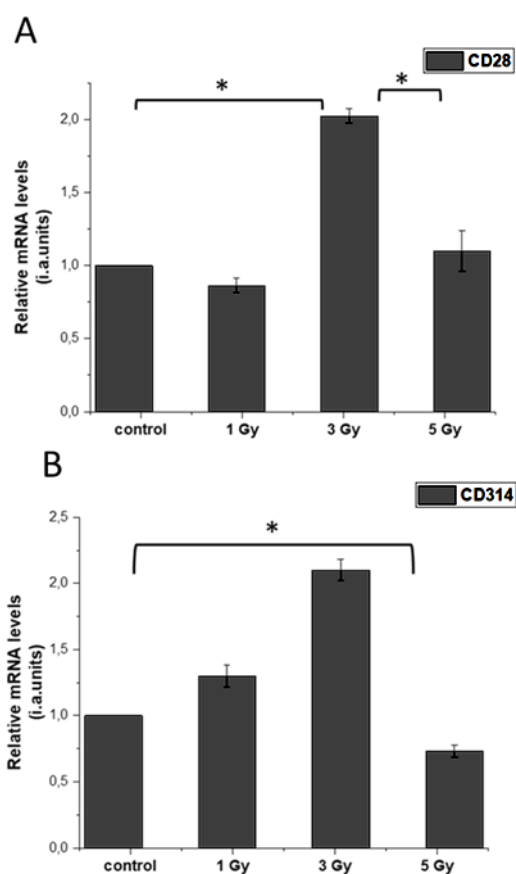 A
CD28
*
*
2,0
1,5
1,0
0,5
0,0
Relative mRNA levels
(i.a.units)
control 1 Gy 3 Gy 5 Gy
B
CD314
*
2,5
2,0
1,5
1,0
0,5
0,0
Relative mRNA levels
(i.a.units)
control 1 Gy 3 Gy 5 Gy